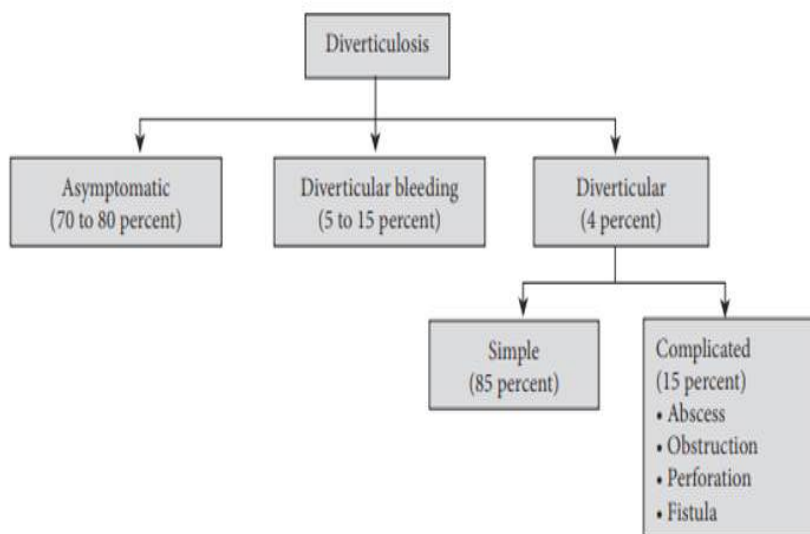 Diverticulosis
Asymptomatic
(70 to 80 percent)
Diverticular bleeding
(5 to 15 percent)
Diverticular
(4 percent)
Simple
(85 percent)
Complicated
(15 percent)
• Abscess
• Obstruction
• Perforation
• Fistula